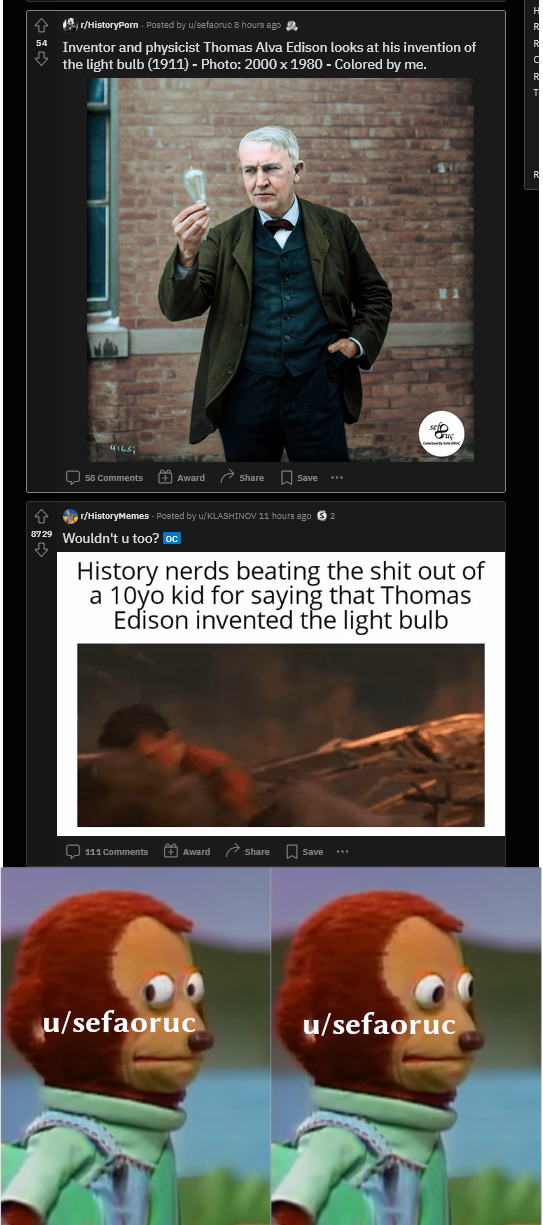 r/HistoryPorn · Posted by u/sefaoruc 8 hours ago
54
Inventor and physicist Thomas Alva Edison looks at his invention of
the light bulb (1911) - Photo: 2000 x 1980 - Colored by me.
sefa
oruç
Colorized By Sefa ORUÇ
58 Comments Award Share Save ...
r/HistoryMemes · Posted by u/KLASHINOV 11 hours ago S 2
8729
Wouldn't u too? OC
History nerds beating the shit out of
a 10yo kid for saying that Thomas
Edison invented the light bulb
111 Comments Award Share Save ...
u/sefaoruc u/sefaoruc
H
R
R
C
R
T
R